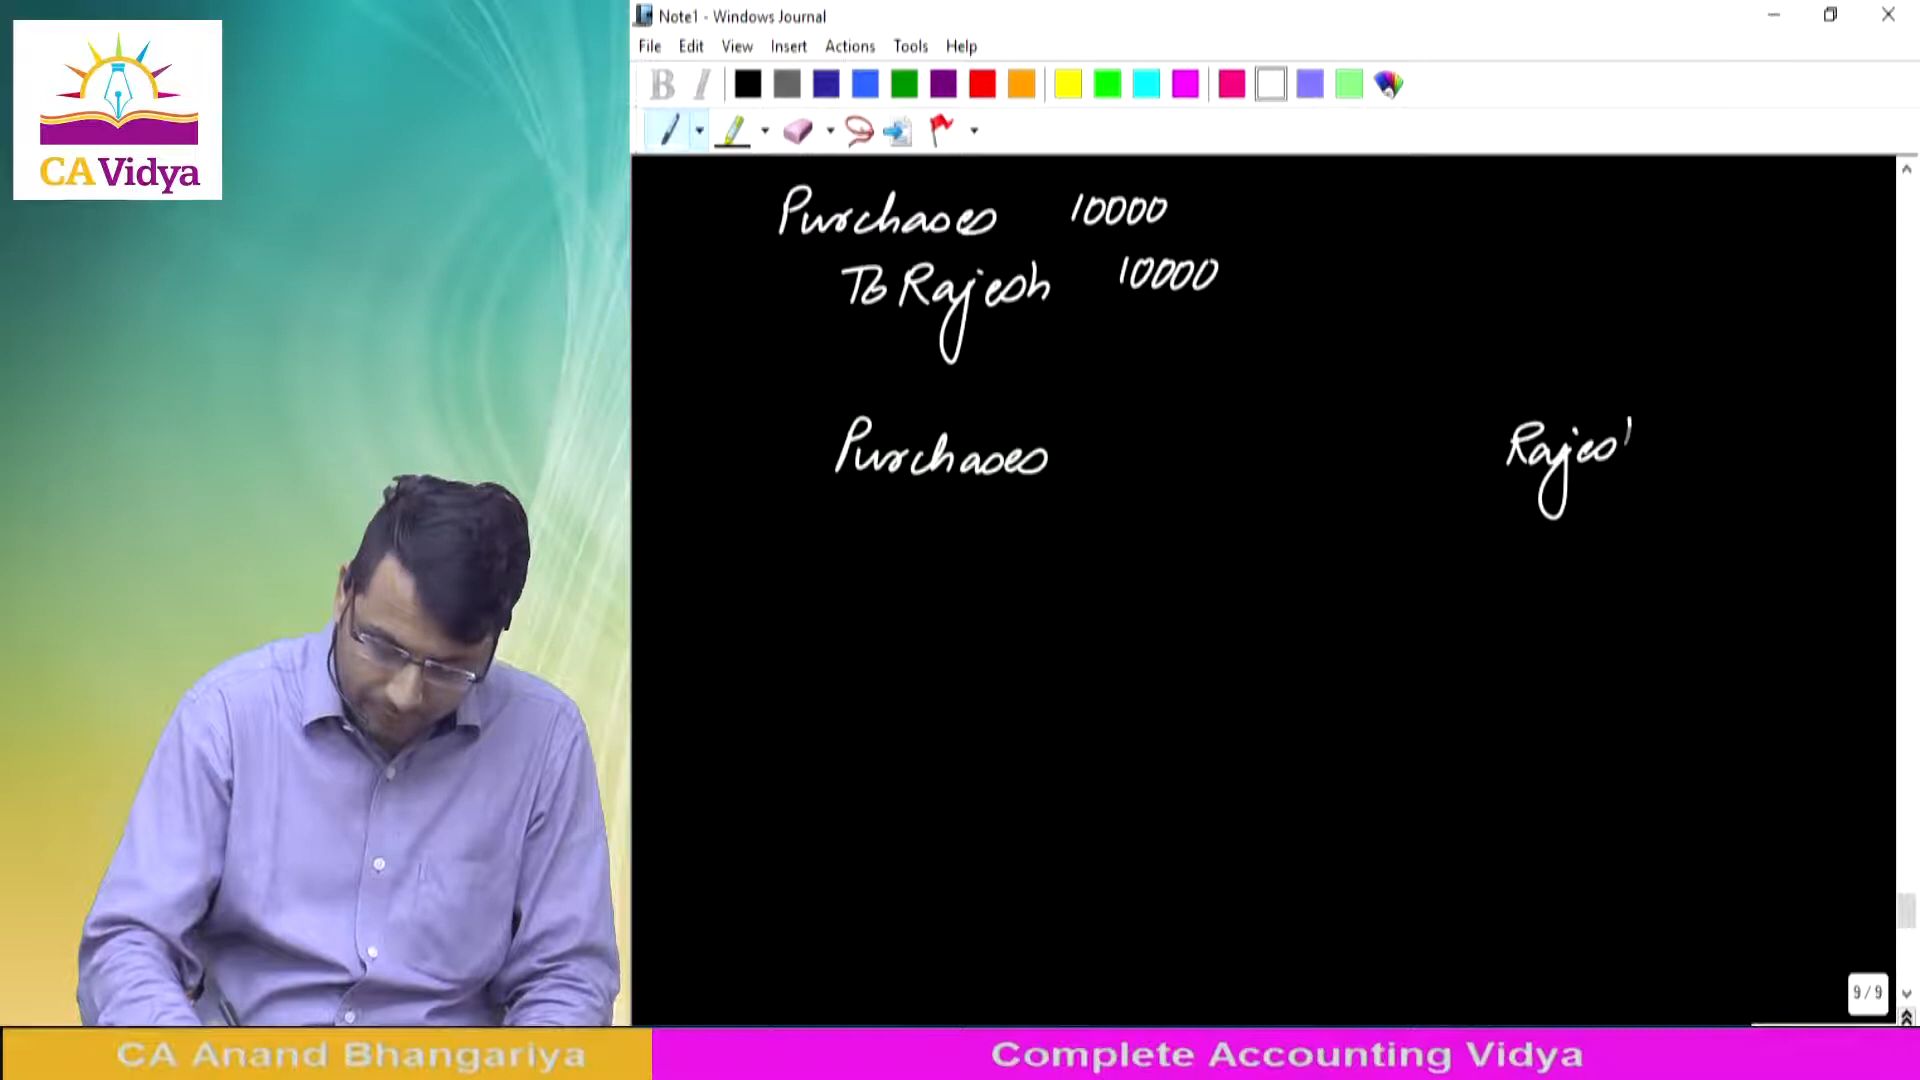 CA Vidya
Note1 - Windows Journal
File Edit View Insert Actions Tools Help
B I
Purchases 10000
To Rajesh 10000
Purchases Rajes
9 / 9
CA Anand Bhangariya
Complete Accounting Vidya